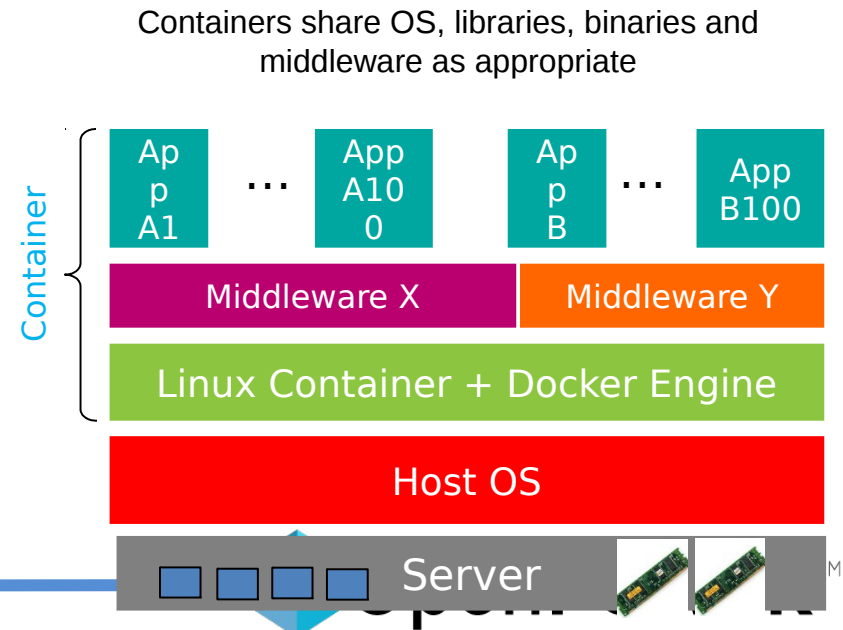 Containers share OS, libraries, binaries and
middleware as appropriate
Container
Ap
p
A1
...
App
A10
0
Ap
p
B
...
App
B100
Middleware X
Middleware Y
Linux Container + Docker Engine
Host OS
Server